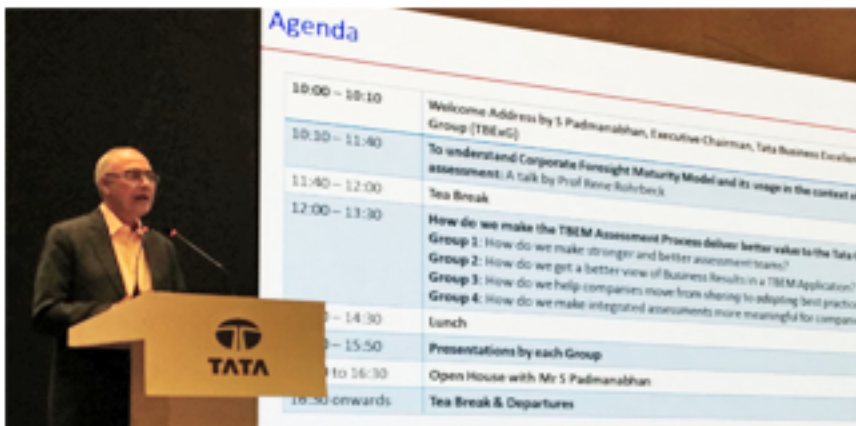 Agenda
10:00 – 10:10
Welcome Address by S Padmanabhan, Executive Chairman, Tata Business Excellen
Group (TBExG)
10:10 – 11:40
To understand Corporate Foresight Maturity Model and its usage in the context of
assessment: A talk by Prof Rene Rohrbeck
11:40 – 12:00
Tea Break
12:00 – 13:30
How do we make the TBEM Assessment Process deliver better value to the Tata
Group 1: How do we make stronger and better assessment teams?
Group 2: How do we get a better view of Business Results in a TBEM Application?
Group 3: How do we help companies move from sharing to adopting best practice
Group 4: How do we make integrated assessments more meaningful for compan
– 14:30
Lunch
– 15:50
Presentations by each Group
to 16:30
Open House with Mr S Padmanabhan
16:30 onwards
Tea Break & Departures
TATA